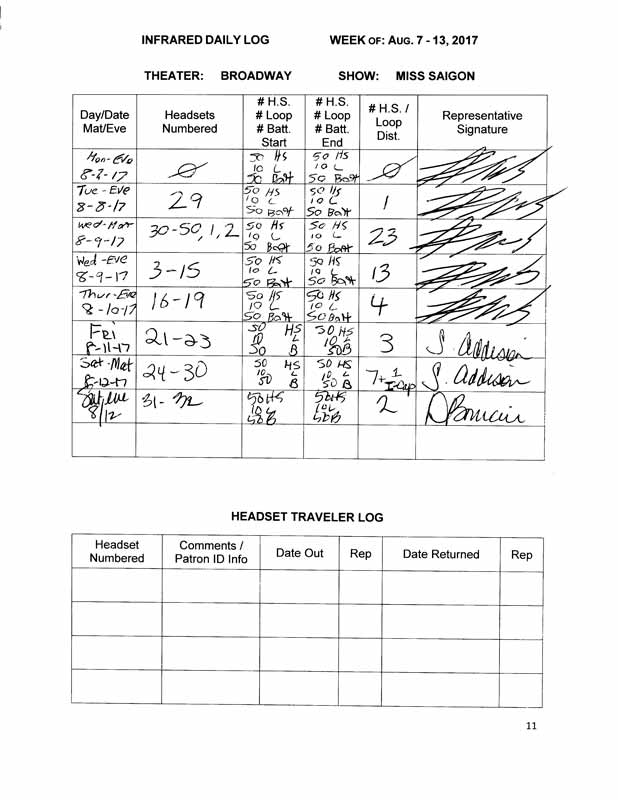 INFRARED DAILY LOG WEEK OF: AUG. 7 - 13, 2017
THEATER: BROADWAY SHOW: MISS SAIGON
Day/Date Mat/Eve Headsets Numbered # H.S. # Loop # Batt. Start # H.S. # Loop # Batt. End # H.S. / Loop Dist. Representative Signature
Mon-Eve Ø 50 HS 50 HS Ø
8-7-17 10 L 10 L
50 Batt 50 Batt
Tue-Eve 29 50 HS 50 HS 1
8-8-17 10 L 10 L
50 Batt 50 Batt
Wed-Mat 30-50, 1, 2 50 HS 50 HS 23
8-9-17 10 L 10 L
50 Batt 50 Batt
Wed-Eve 3-15 50 HS 50 HS 13
8-9-17 10 L 10 L
50 Batt 50 Batt
Thur-Eve 16-19 50 HS 50 HS 4
8-10-17 10 L 10 L
50 Batt 50 Batt
Fri 21-23 50 HS 50 HS 3 S. Addison
8-11-17 10 L 10 L
50 B 50 B
Sat-Mat 24-30 50 HS 50 HS 7+1 S. Addison
8-12-17 10 L 10 L I-Cap
50 B 50 B
Sat, eve 31-32 50 HS 50 HS 2
8/12 10 L 10 L
50 B 50 B
HEADSET TRAVELER LOG
Headset Numbered Comments / Patron ID Info Date Out Rep Date Returned Rep
11